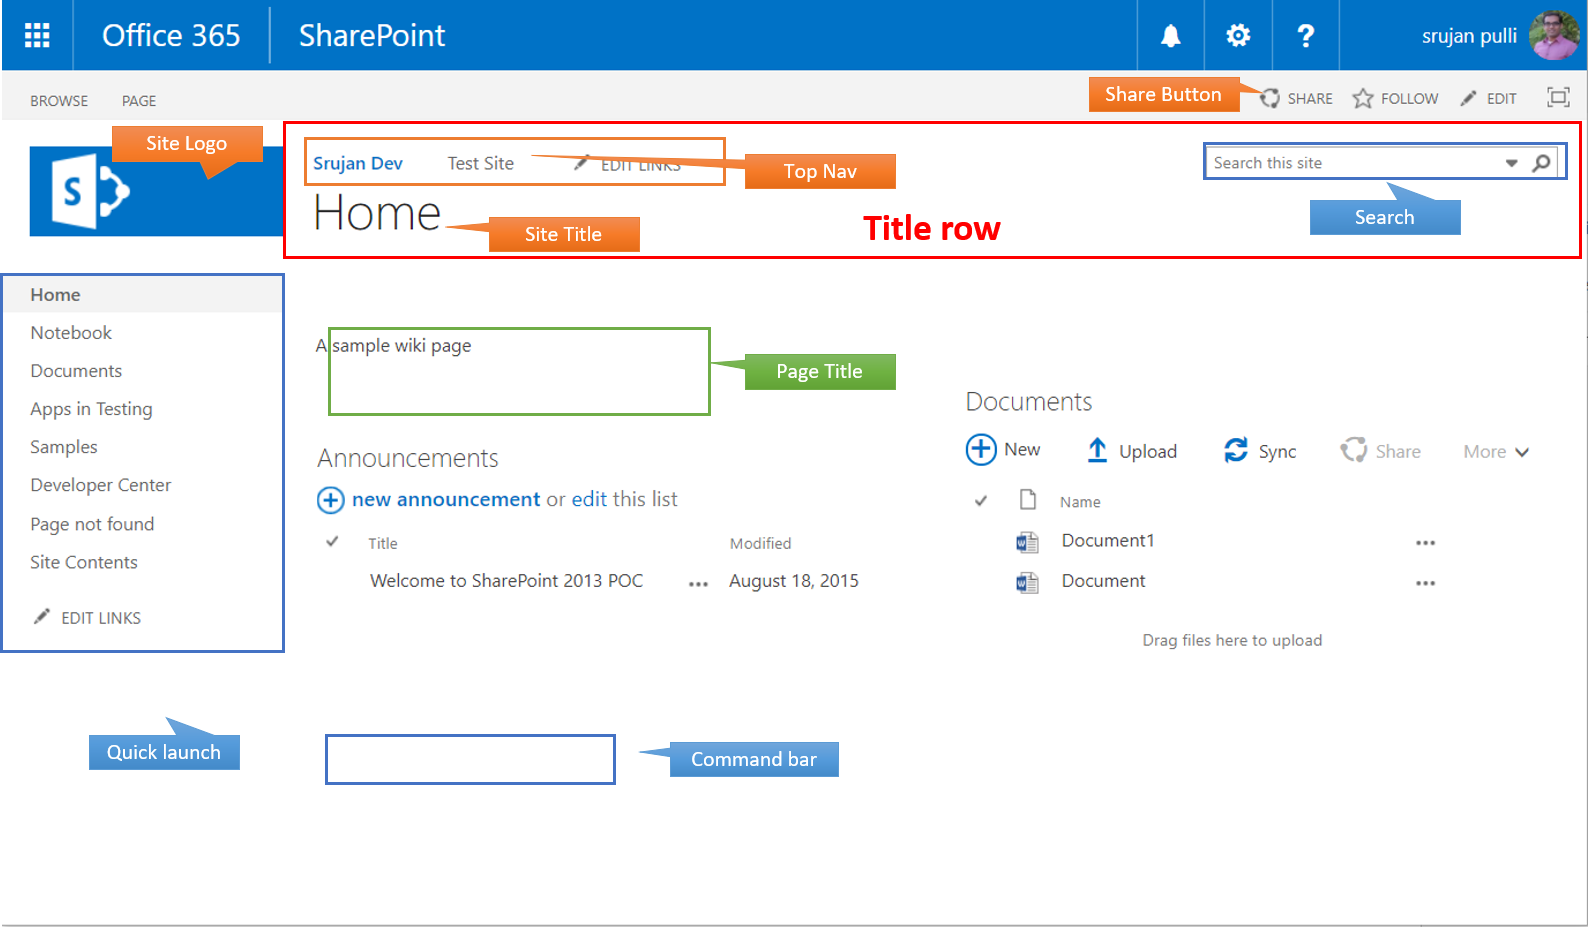 Office 365
SharePoint
?
srujan pulli
BROWSE
PAGE
Share Button
SHARE
FOLLOW
EDIT
Site Logo
S
Srujan Dev
Test Site
EDIT LINKS
Top Nav
Search this site
Home
Site Title
Title row
Search
Home
Notebook
Documents
Apps in Testing
Samples
Developer Center
Page not found
Site Contents
EDIT LINKS
A sample wiki page
Page Title
Announcements
new announcement or edit this list
Title
Modified
Welcome to SharePoint 2013 POC
...
August 18, 2015
Documents
New
Upload
Sync
Share
More
Name
Document1
...
Document
...
Drag files here to upload
Quick launch
Command bar